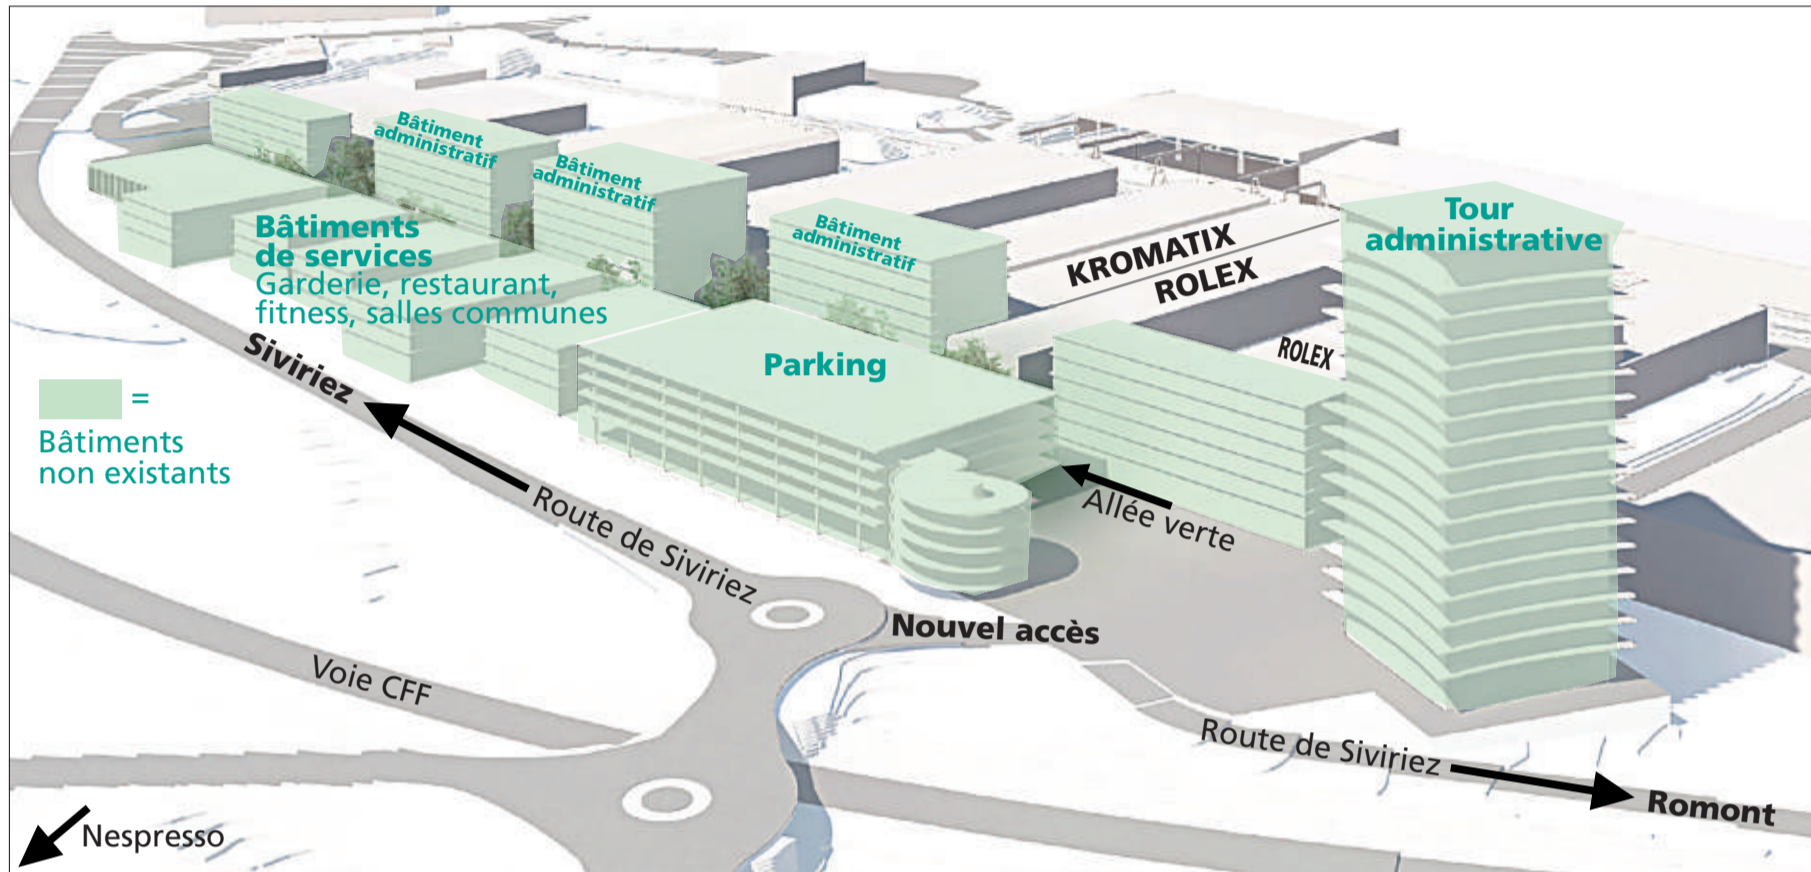 Bâtiment
administratif
Bâtiment
administratif
Bâtiment
administratif
Tour
administrative
Bâtiments
de services
Garderie, restaurant,
fitness, salles communes
KROMATIX
ROLEX
ROLEX
Parking
Siviriez
=
Bâtiments
non existants
Route de Siviriez
Allée verte
Nouvel accès
Voie CFF
Route de Siviriez
Romont
Nespresso